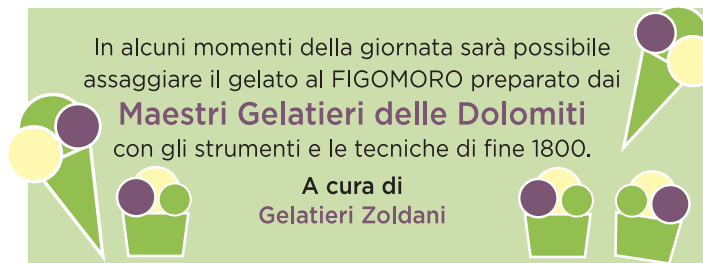 In alcuni momenti della giornata sarà possibile
assaggiare il gelato al FIGOMORO preparato dai
Maestri Gelatieri delle Dolomiti
con gli strumenti e le tecniche di fine 1800.
A cura di
Gelatieri Zoldani